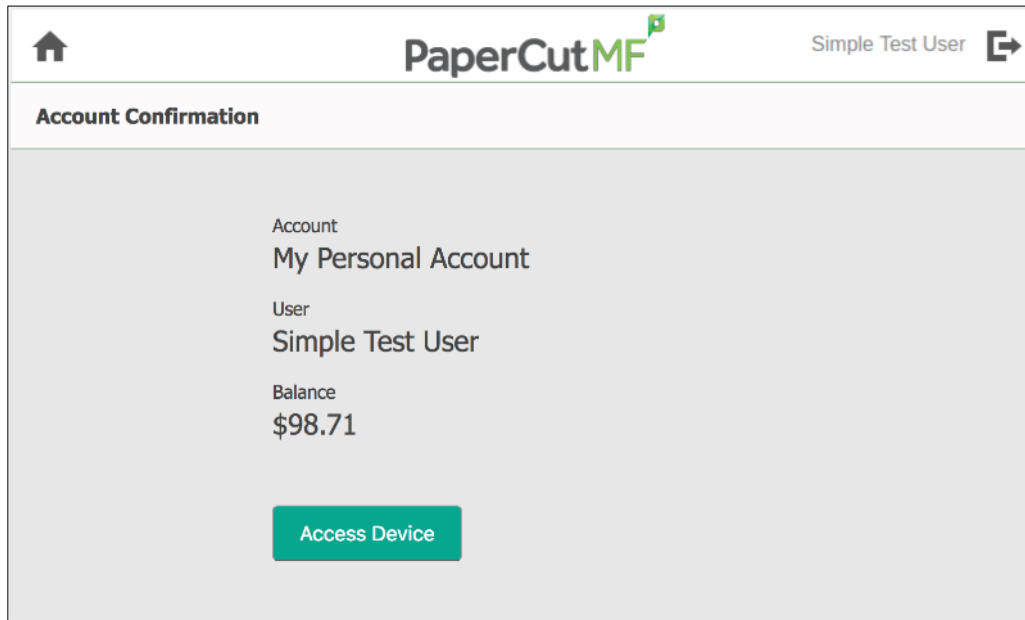 PaperCutMF
Simple Test User
Account Confirmation
Account
My Personal Account
User
Simple Test User
Balance
$98.71
Access Device